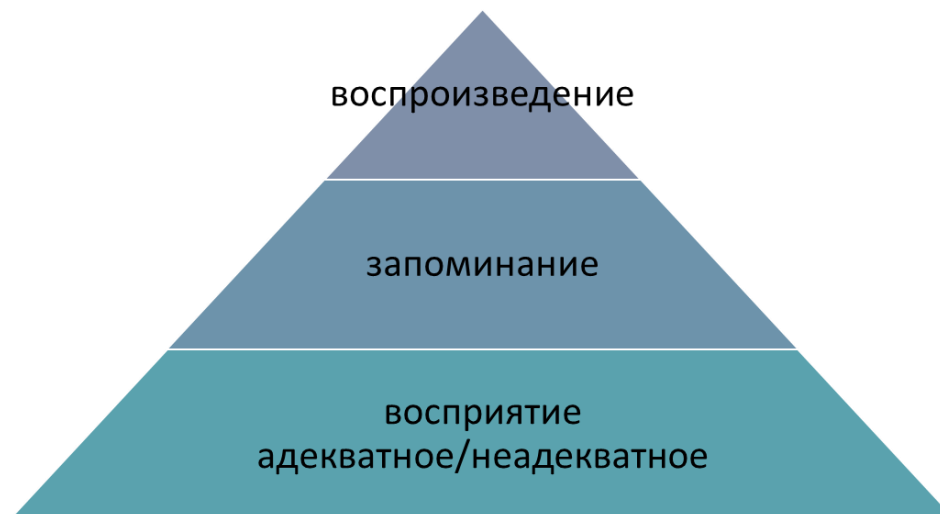 воспроизведение
запоминание
восприятие
адекватное/неадекватное